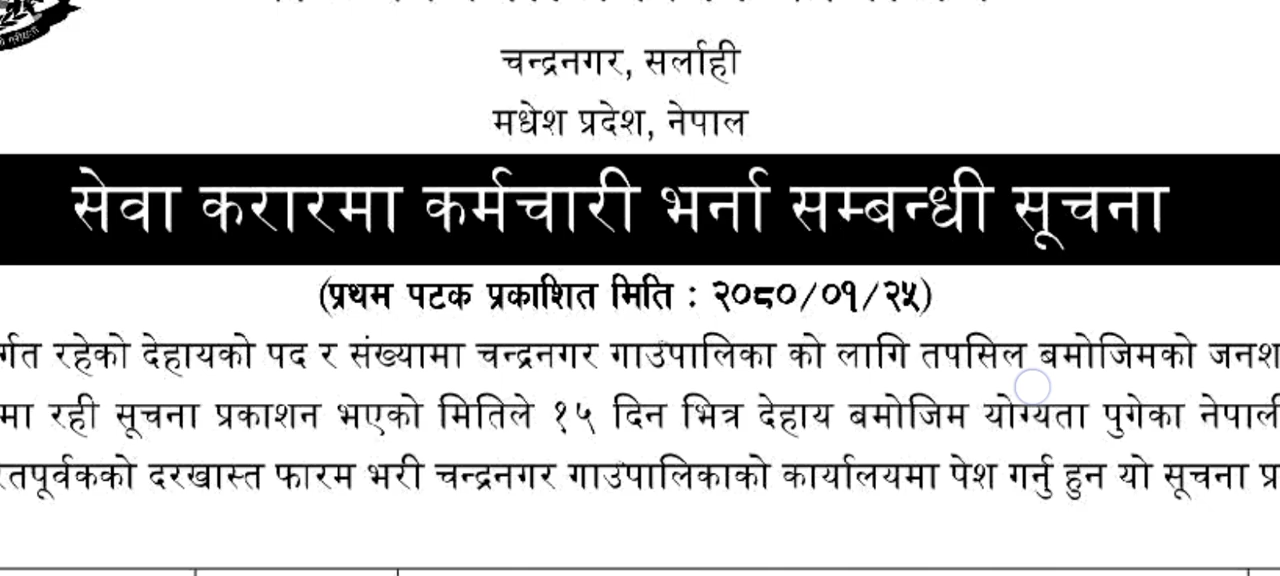 चन्द्रनगर, सर्लाही
मधेश प्रदेश, नेपाल
सेवा करारमा कर्मचारी भर्ना सम्बन्धी सूचना
(प्रथम पटक प्रकाशित मिति : २०८०/०१/२५)
र्गत रहेको देहायको पद र संख्यामा चन्द्रनगर गाउंपालिका को लागि तपसिल बमोजिमको जनश
मा रही सूचना प्रकाशन भएको मितिले १५ दिन भित्र देहाय बमोजिम योग्यता पुगेका नेपाली
रतपूर्वकको दरखास्त फारम भरी चन्द्रनगर गाउंपालिकाको कार्यालयमा पेश गर्नु हुन यो सूचना प्र